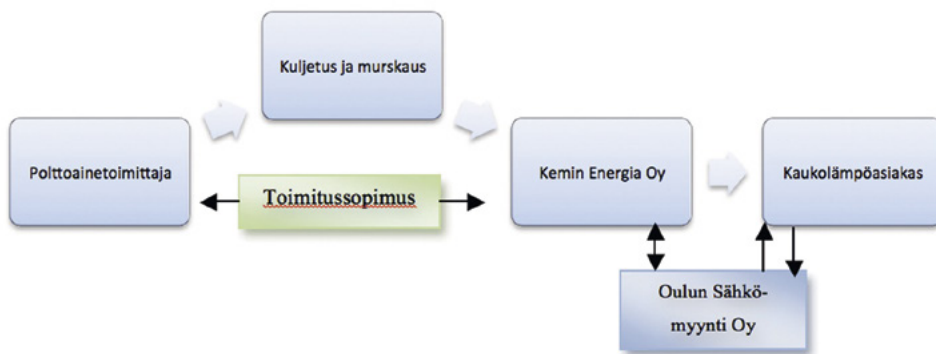 Kuljetus ja murskaus
Polttoainetoimittaja
Toimitussopimus
Kemin Energia Oy
Kaukolämpöasiakas
Oulun Sähkö-
myynti Oy